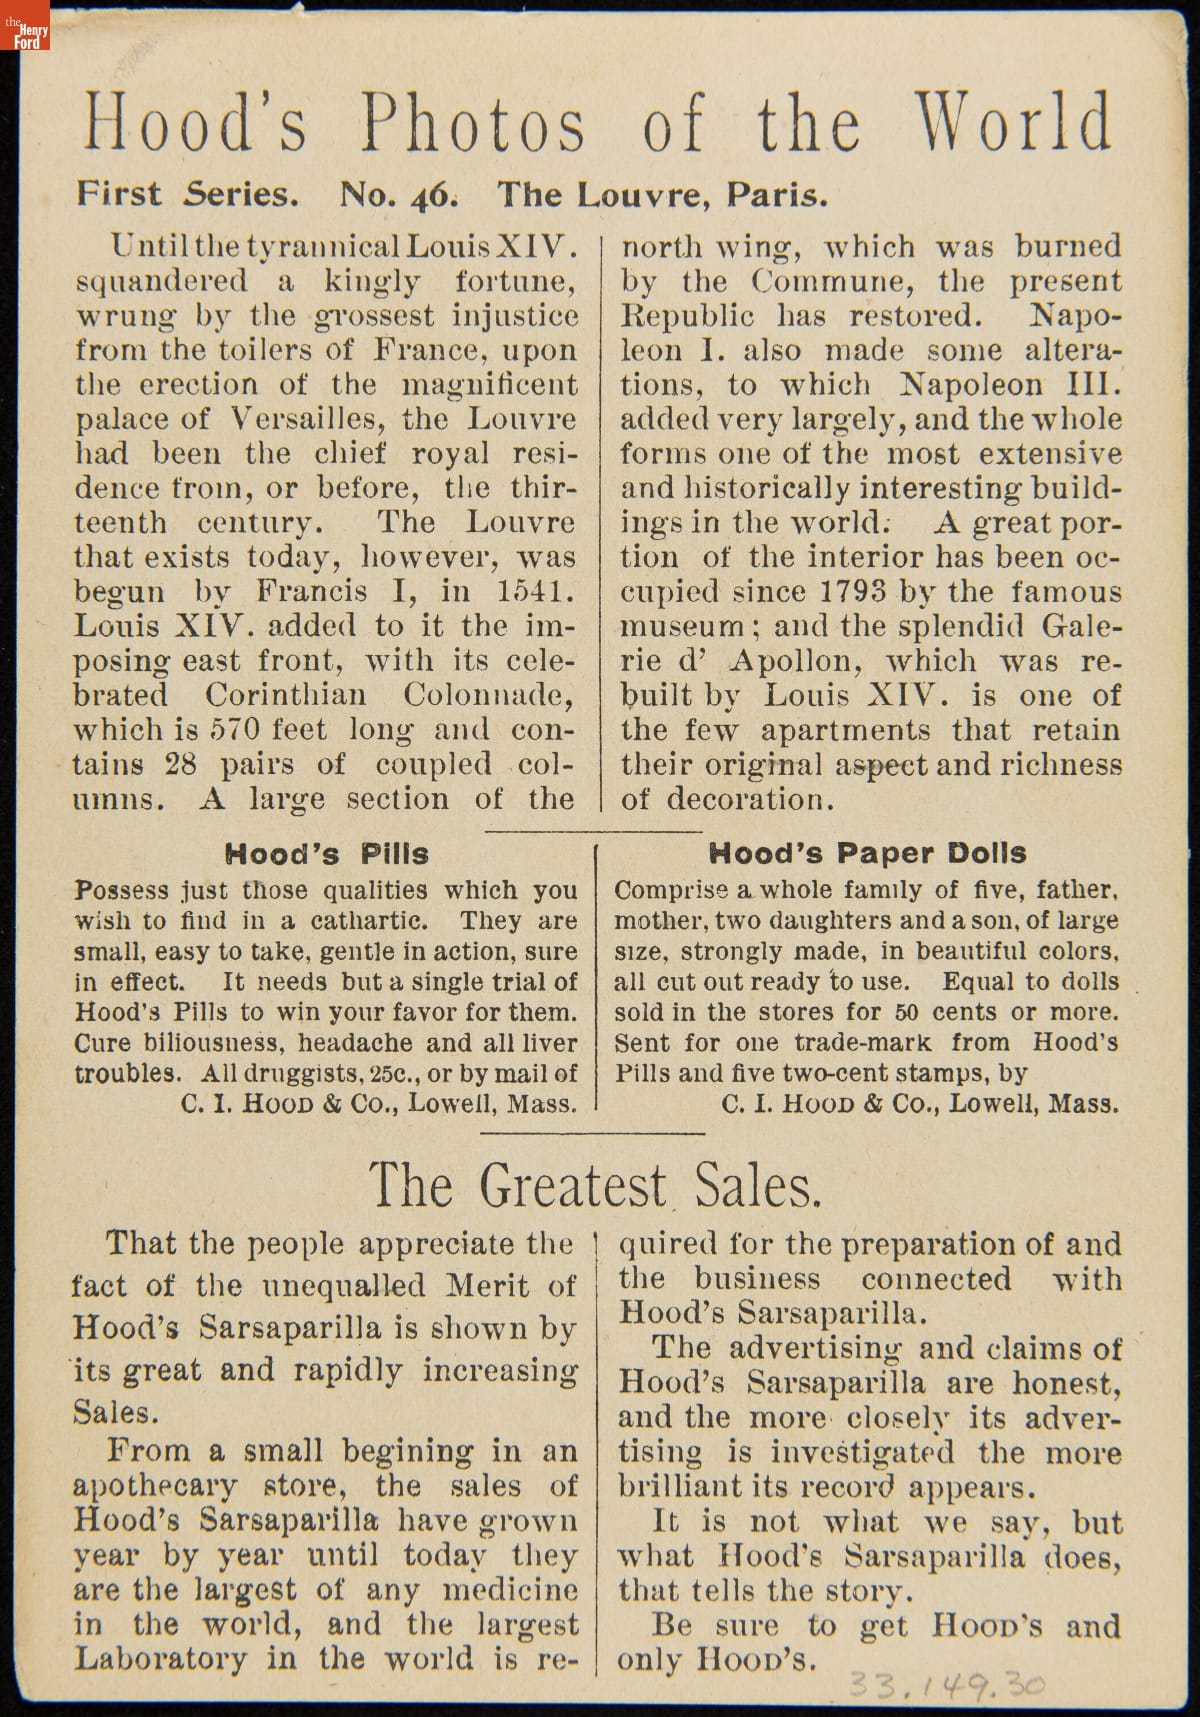 the
Henry
Ford
Hood's Photos of the World
First Series. No. 46. The Louvre, Paris.
Until the tyrannical Louis XIV.
squandered a kingly fortune,
wrung by the grossest injustice
from the toilers of France, upon
the erection of the magnificent
palace of Versailles, the Louvre
had been the chief royal resi-
dence from, or before, the thir-
teenth century. The Louvre
that exists today, however, was
begun by Francis I, in 1541.
Louis XIV. added to it the im-
posing east front, with its cele-
brated Corinthian Colonnade,
which is 570 feet long and con-
tains 28 pairs of coupled col-
umns. A large section of the
north wing, which was burned
by the Commune, the present
Republic has restored. Napo-
leon I. also made some altera-
tions, to which Napoleon III.
added very largely, and the whole
forms one of the most extensive
and historically interesting build-
ings in the world. A great por-
tion of the interior has been oc-
cupied since 1793 by the famous
museum; and the splendid Gale-
rie d' Apollon, which was re-
built by Louis XIV. is one of
the few apartments that retain
their original aspect and richness
of decoration.
Hood's Pills
Possess just those qualities which you
wish to find in a cathartic. They are
small, easy to take, gentle in action, sure
in effect. It needs but a single trial of
Hood's Pills to win your favor for them.
Cure biliousness, headache and all liver
troubles. All druggists, 25c., or by mail of
C. I. HOOD & Co., Lowell, Mass.
Hood's Paper Dolls
Comprise a whole family of five, father,
mother, two daughters and a son, of large
size, strongly made, in beautiful colors,
all cut out ready to use. Equal to dolls
sold in the stores for 50 cents or more.
Sent for one trade-mark from Hood's
Pills and five two-cent stamps, by
C. I. HOOD & Co., Lowell, Mass.
The Greatest Sales.
That the people appreciate the
fact of the unequalled Merit of
Hood's Sarsaparilla is shown by
its great and rapidly increasing
Sales.
From a small begining in an
apothecary store, the sales of
Hood's Sarsaparilla have grown
year by year until today they
are the largest of any medicine
in the world, and the largest
Laboratory in the world is re-
quired for the preparation of and
the business connected with
Hood's Sarsaparilla.
The advertising and claims of
Hood's Sarsaparilla are honest,
and the more closely its adver-
tising is investigated the more
brilliant its record appears.
It is not what we say, but
what Hood's Sarsaparilla does,
that tells the story.
Be sure to get HOOD's and
only HOOD's.
33.149.30